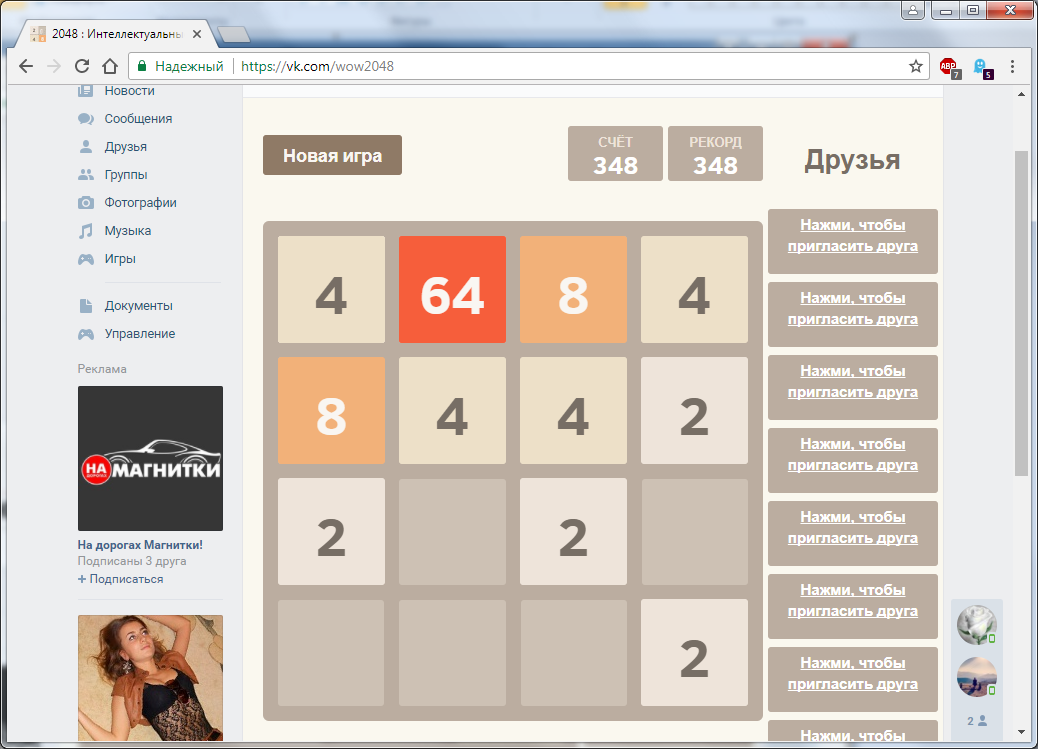 2048 : Интеллектуальны
Надежный
https://vk.com/wow2048
ABP
7
5
Новости
Сообщения
Друзья
Группы
Фотографии
Музыка
Игры
Документы
Управление
Реклама
НА
ДОРОГАХ
МАГНИТКИ
На дорогах Магнитки!
Подписаны 3 друга
+ Подписаться
Новая игра
СЧЁТ
348
РЕКОРД
348
4 64 8 4
8 4 4 2
2 2
2
Друзья
Нажми, чтобы
пригласить друга
Нажми, чтобы
пригласить друга
Нажми, чтобы
пригласить друга
Нажми, чтобы
пригласить друга
Нажми, чтобы
пригласить друга
Нажми, чтобы
пригласить друга
Нажми, чтобы
пригласить друга
Нажми, чтобы
2